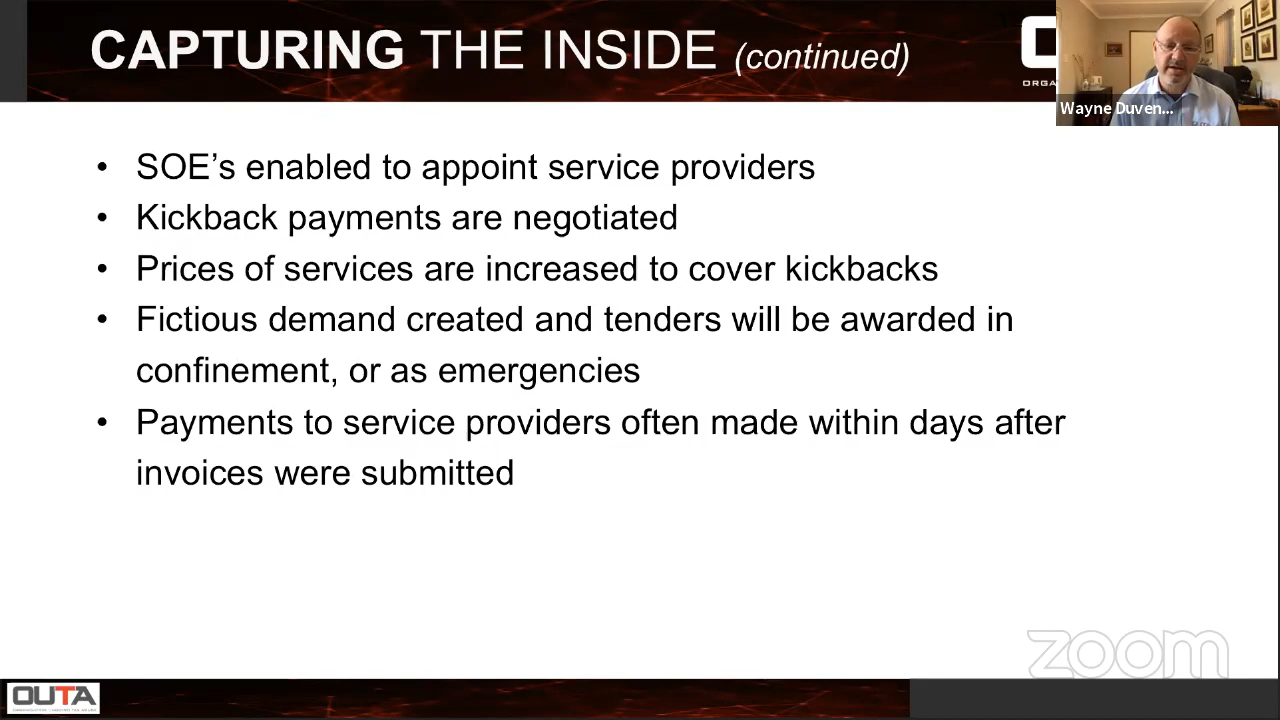 CAPTURING THE INSIDE (continued)
ORGA
Wayne Duven...
• SOE’s enabled to appoint service providers
• Kickback payments are negotiated
• Prices of services are increased to cover kickbacks
• Fictious demand created and tenders will be awarded in
confinement, or as emergencies
• Payments to service providers often made within days after
invoices were submitted
zoom
OUTA